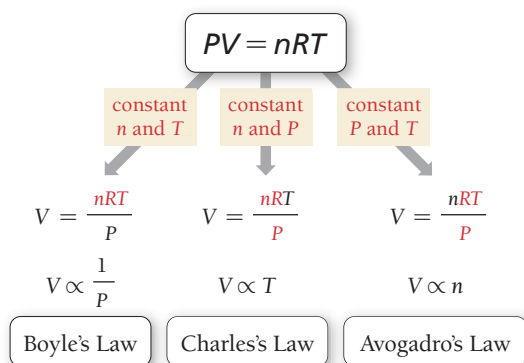 PV = nRT
constant
n and T
constant
n and P
constant
P and T
V = nRT/P
V = nRT/P
V = nRT/P
V ∝ 1/P
V ∝ T
V ∝ n
Boyle's Law
Charles's Law
Avogadro's Law